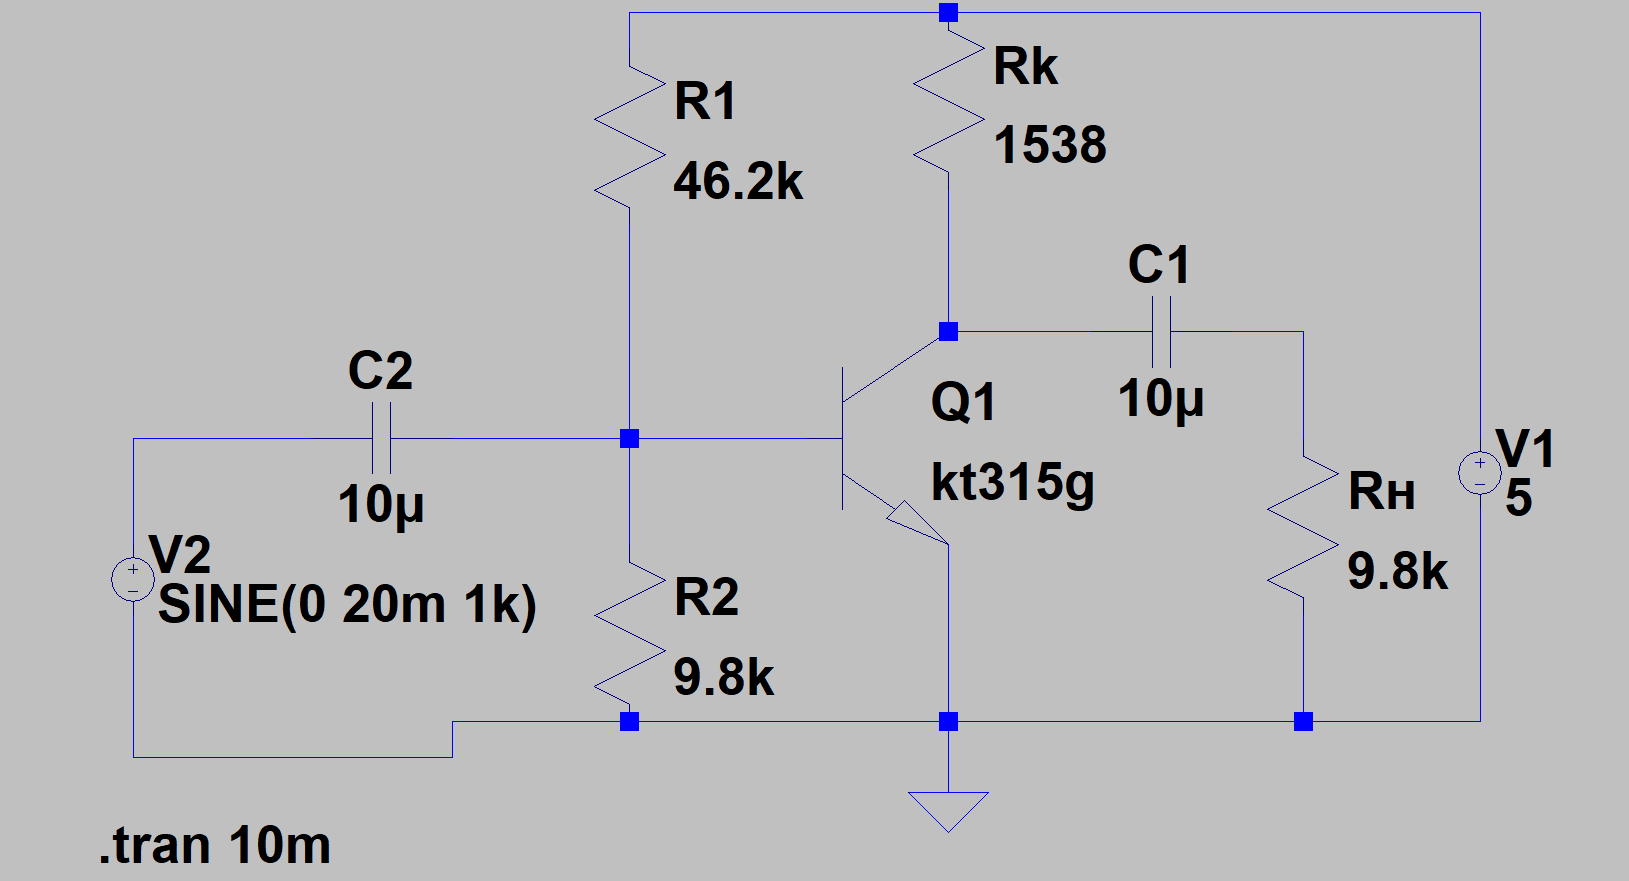 Rk
1538
R1
46.2k
C1
10µ
C2
10µ
Q1
kt315g
V1
5
Rн
9.8k
V2
SINE(0 20m 1k)
R2
9.8k
.tran 10m